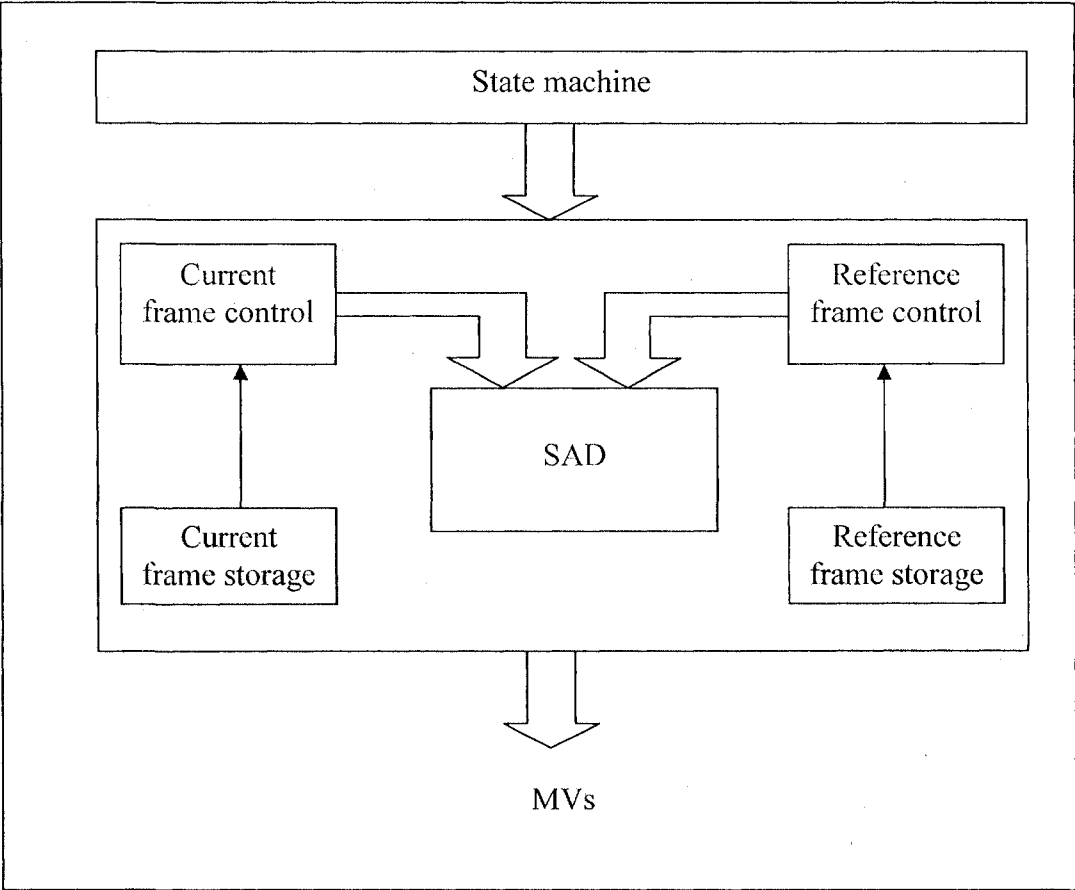 State machine
Current
frame control
Reference
frame control
SAD
Current
frame storage
Reference
frame storage
MVs